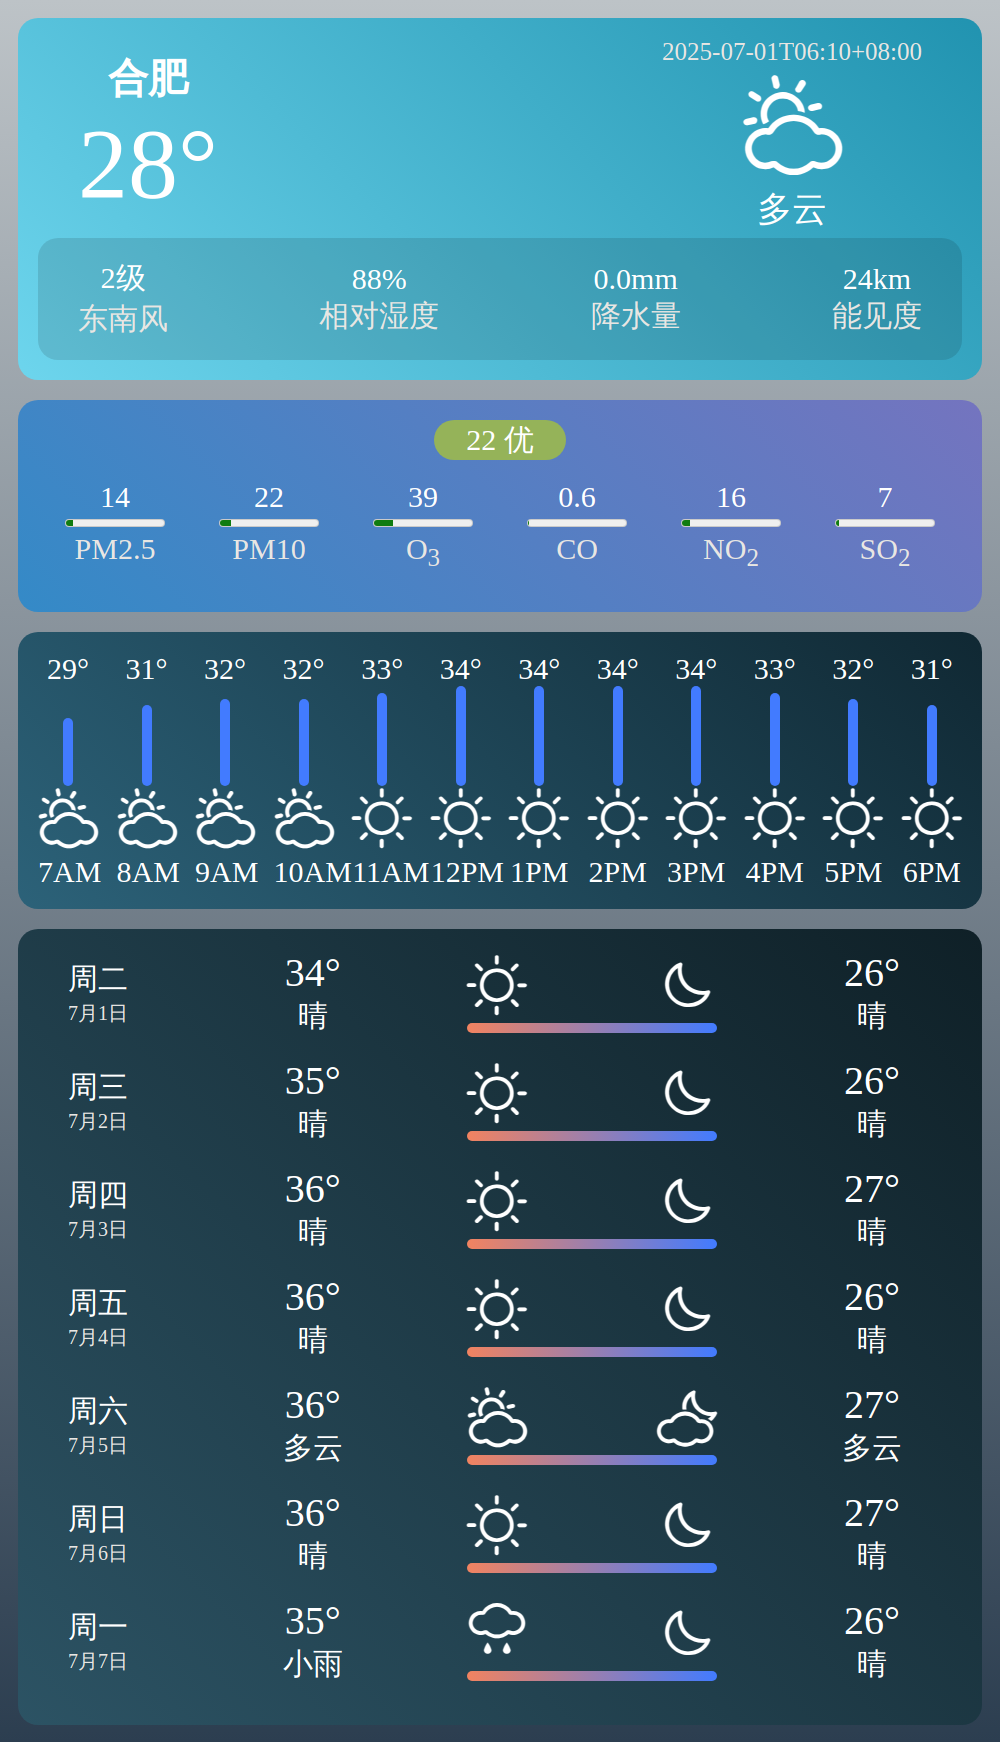 合肥
28°
2025-07-01T06:10+08:00
多云
2级 88% 0.0mm 24km
东南风 相对湿度 降水量 能见度
22 优
14 22 39 0.6 16 7
PM2.5 PM10 O3 CO NO2 SO2
29° 31° 32° 32° 33° 34° 34° 34° 34° 33° 32° 31°
7AM 8AM 9AM 10AM 11AM 12PM 1PM 2PM 3PM 4PM 5PM 6PM
周二 34° 26°
7月1日 晴 晴
周三 35° 26°
7月2日 晴 晴
周四 36° 27°
7月3日 晴 晴
周五 36° 26°
7月4日 晴 晴
周六 36° 27°
7月5日 多云 多云
周日 36° 27°
7月6日 晴 晴
周一 35° 26°
7月7日 小雨 晴